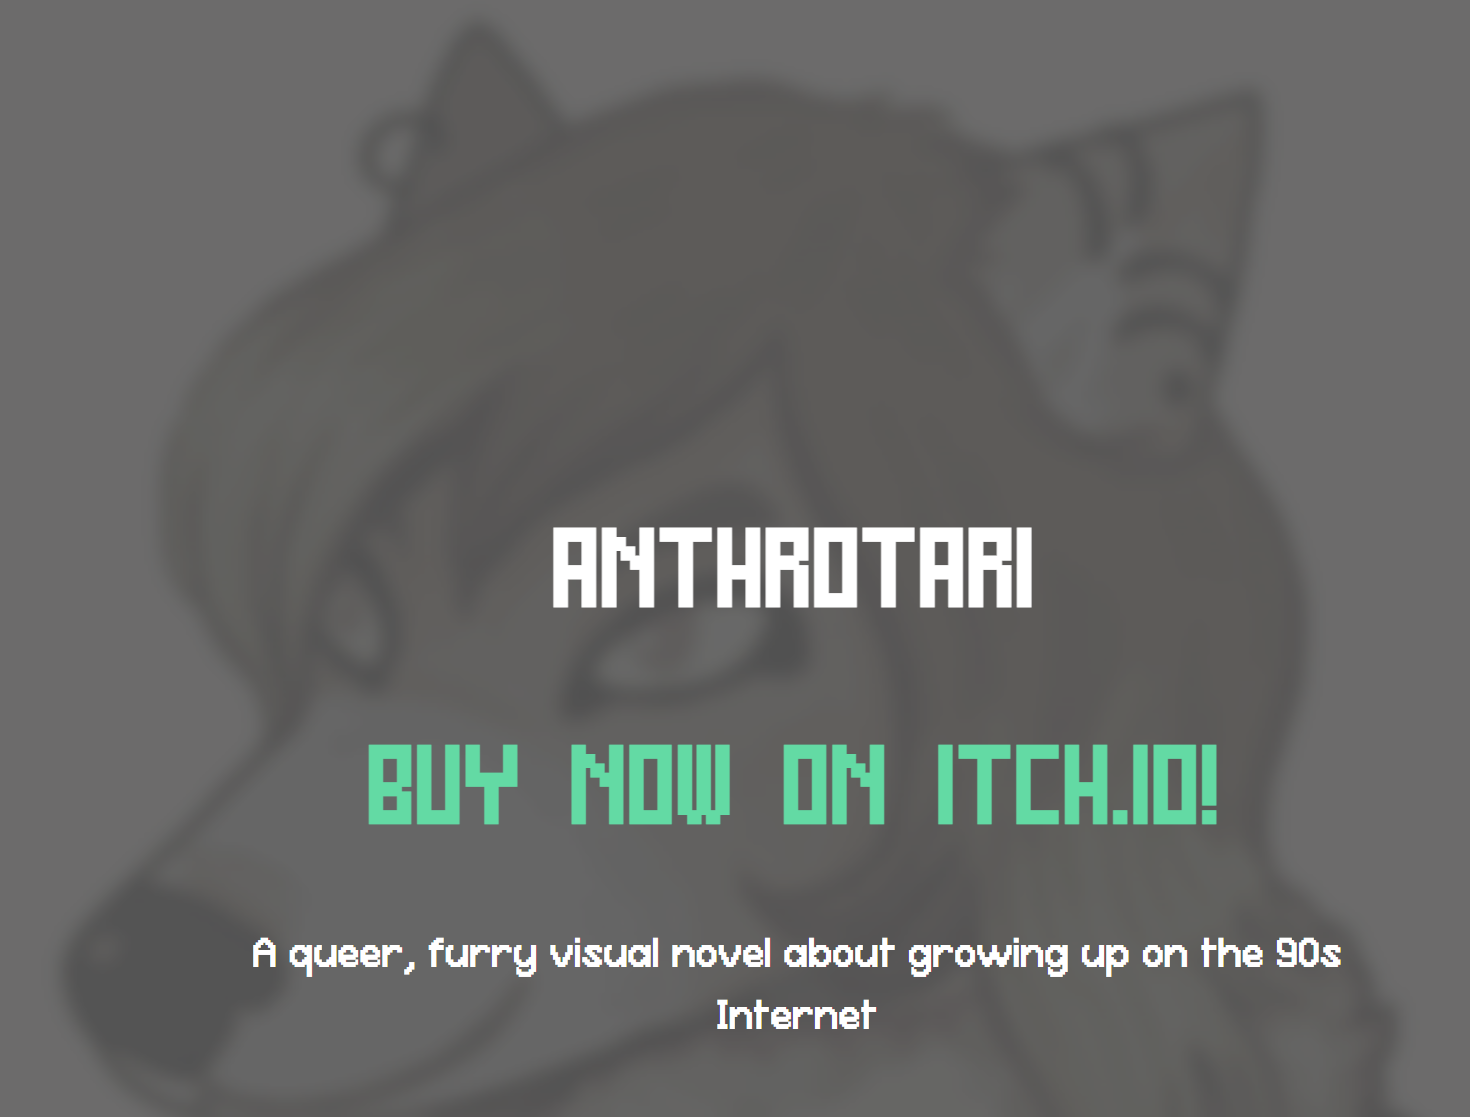 ANTHROTARI
BUY NOW ON ITCH.IO!
A queer, furry visual novel about growing up on the 90s
Internet